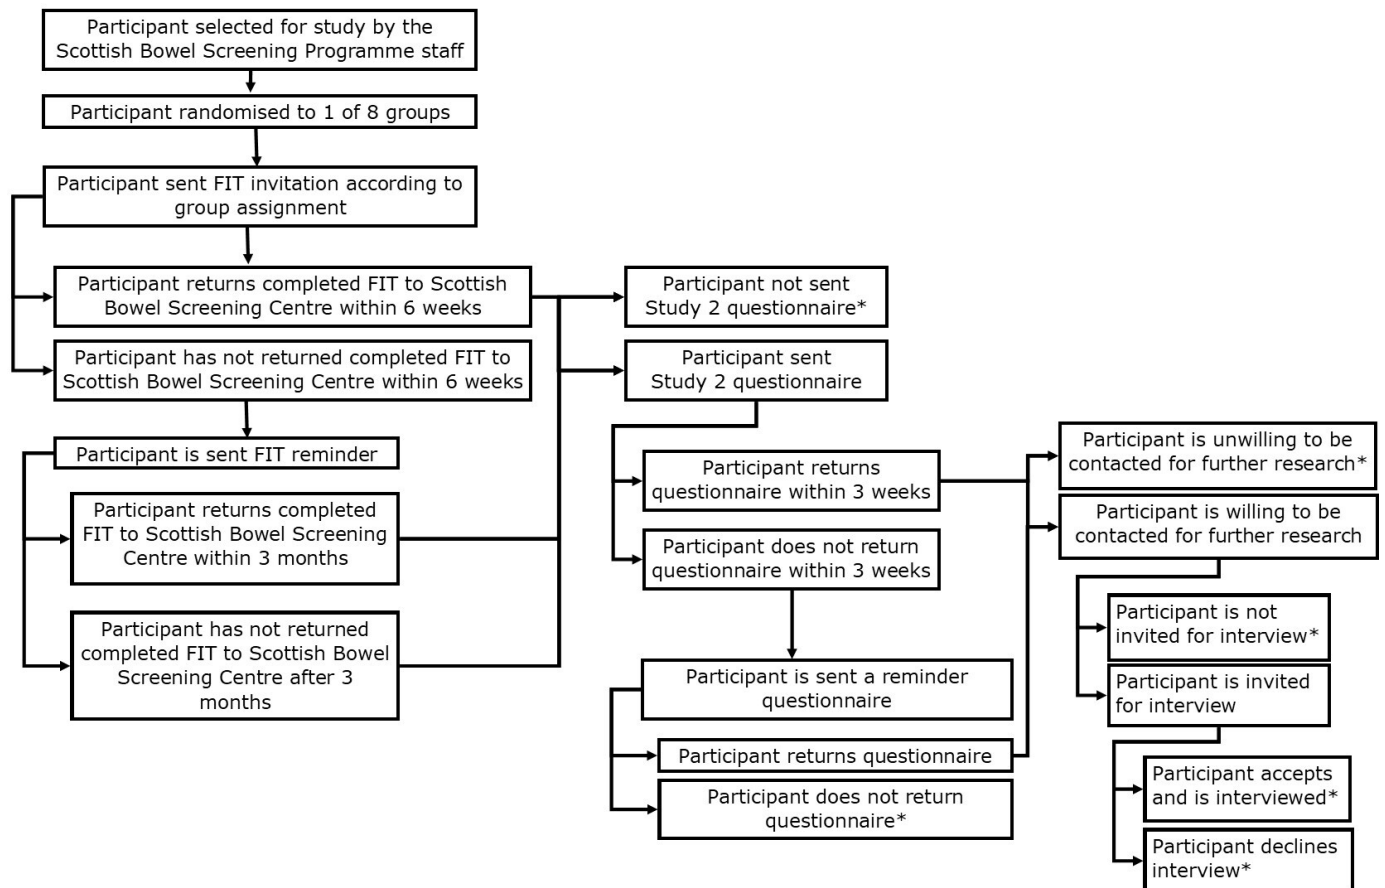 Participant selected for study by the
Scottish Bowel Screening Programme staff
Participant randomised to 1 of 8 groups
Participant sent FIT invitation according to
group assignment
Participant returns completed FIT to Scottish
Bowel Screening Centre within 6 weeks
Participant has not returned completed FIT to
Scottish Bowel Screening Centre within 6 weeks
Participant is sent FIT reminder
Participant returns completed
FIT to Scottish Bowel Screening
Centre within 3 months
Participant has not returned
completed FIT to Scottish Bowel
Screening Centre after 3
months
Participant not sent
Study 2 questionnaire*
Participant sent
Study 2 questionnaire
Participant returns
questionnaire within 3 weeks
Participant does not return
questionnaire within 3 weeks
Participant is sent a reminder
questionnaire
Participant returns questionnaire
Participant does not return
questionnaire*
Participant is unwilling to be
contacted for further research*
Participant is willing to be
contacted for further research
Participant is not
invited for interview*
Participant is invited
for interview
Participant accepts
and is interviewed*
Participant declines
interview*